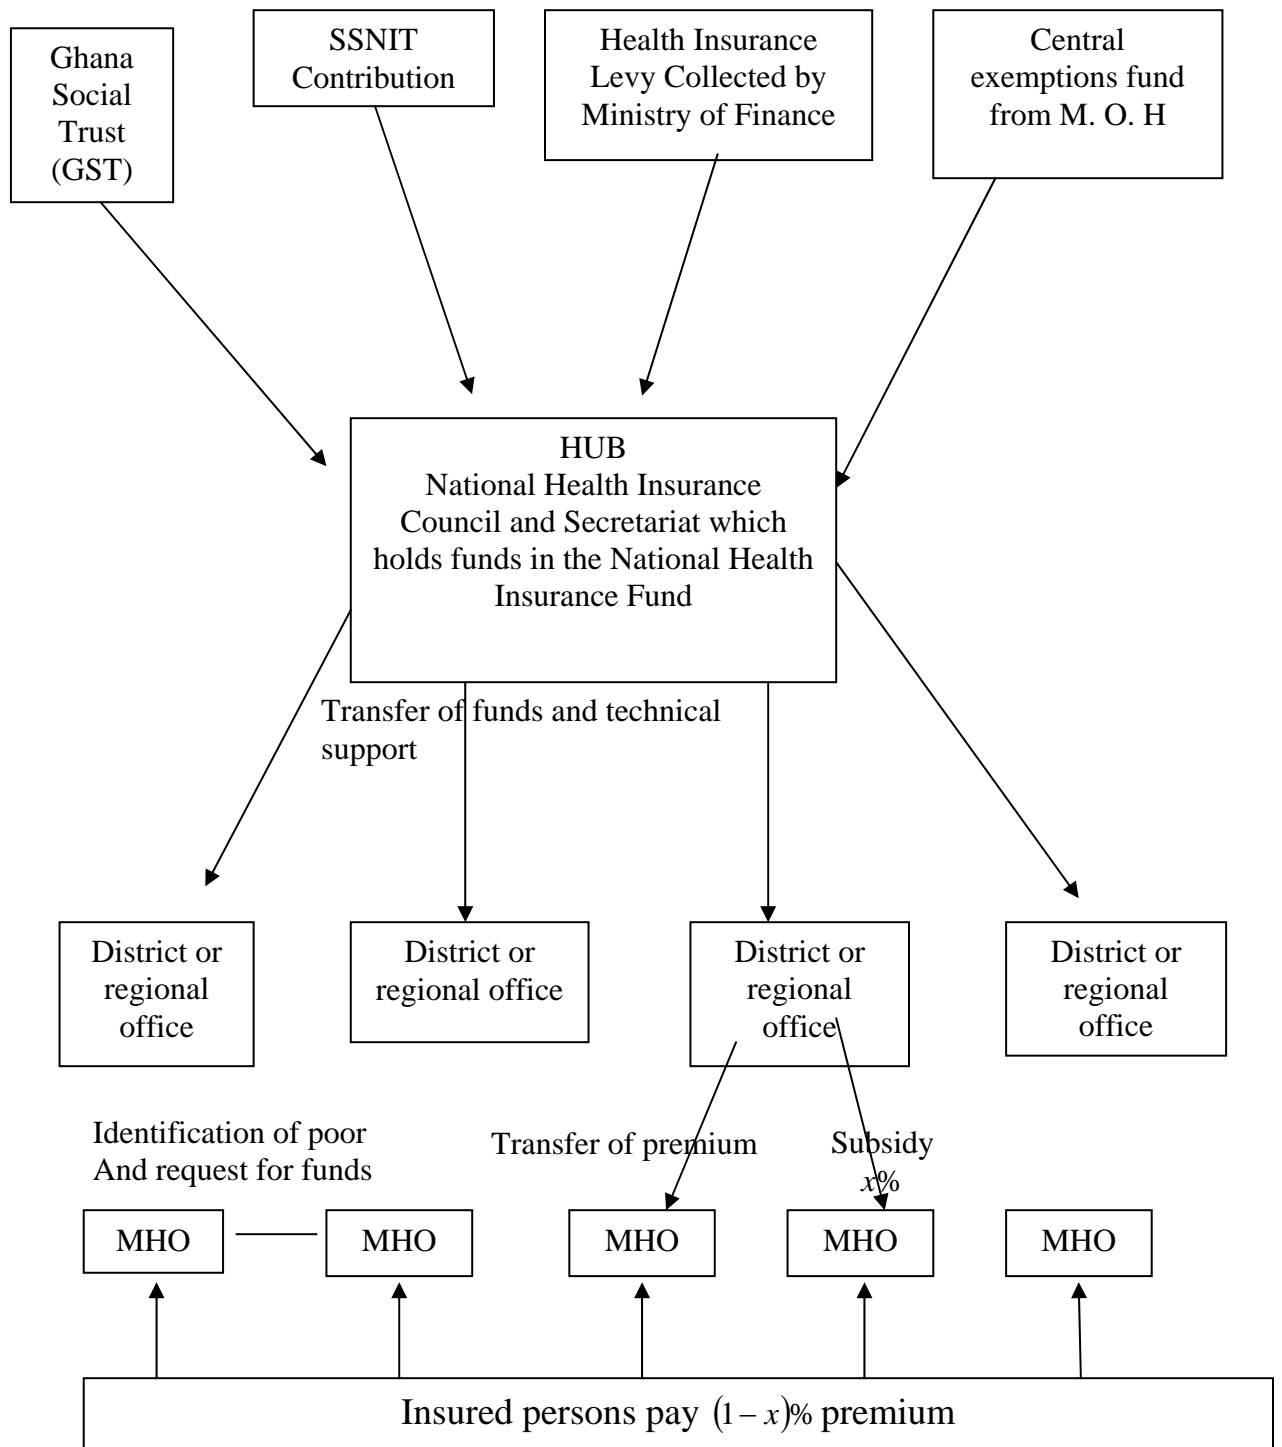 Ghana
Social
Trust
(GST)
SSNIT
Contribution
Health Insurance
Levy Collected by
Ministry of Finance
Central
exemptions fund
from M. O. H
HUB
National Health Insurance
Council and Secretariat which
holds funds in the National Health
Insurance Fund
Transfer of funds and technical
support
District or
regional
office
District or
regional office
District or
regional
office
District or
regional
office
Identification of poor
And request for funds
Transfer of premium
Subsidy
x%
MHO
MHO
MHO
MHO
MHO
Insured persons pay (1 – x)% premium